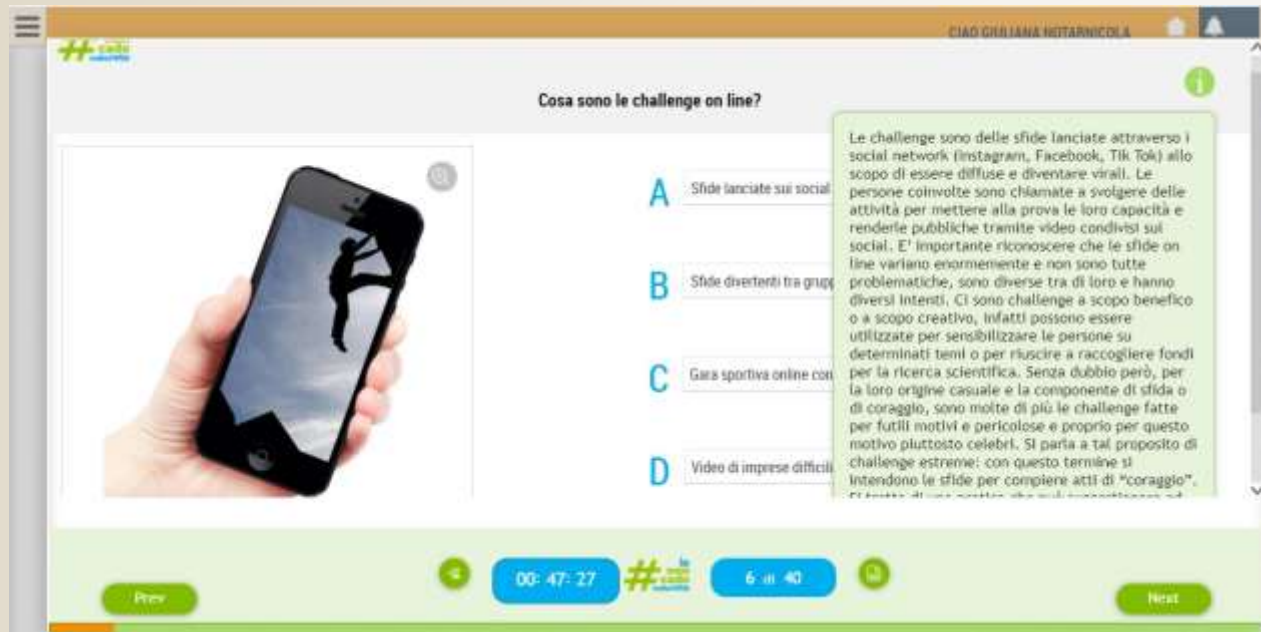 CIAO GIULIANA NOTARNICOLA
Cosa sono le challenge on line?
A Sfide lanciate sui social
B Sfide divertenti tra grupp
C Gara sportiva online con
D Video di imprese difficili
Le challenge sono delle sfide lanciate attraverso i
social network (Instagram, Facebook, Tik Tok) allo
scopo di essere diffuse e diventare virali. Le
persone coinvolte sono chiamate a svolgere delle
attività per mettere alla prova le loro capacità e
renderle pubbliche tramite video condivisi sui
social. E' importante riconoscere che le sfide on
line variano enormemente e non sono tutte
problematiche, sono diverse tra di loro e hanno
diversi intenti. Ci sono challenge a scopo benefico
o a scopo creativo, infatti possono essere
utilizzate per sensibilizzare le persone su
determinati temi o per riuscire a raccogliere fondi
per la ricerca scientifica. Senza dubbio però, per
la loro origine casuale e la componente di sfida o
di coraggio, sono molte di più le challenge fatte
per futili motivi e pericolose e proprio per questo
motivo piuttosto celebri. Si parla a tal proposito di
challenge estreme: con questo termine si
intendono le sfide per compiere atti di "coraggio".
Prev
00: 47: 27
6 di 40
Next